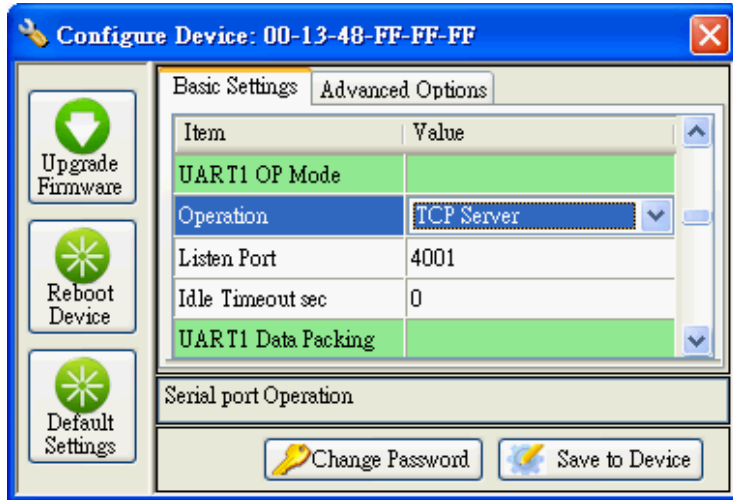 Configure Device: 00-13-48-FF-FF-FF
Upgrade
Firmware
Reboot
Device
Default
Settings
Basic Settings Advanced Options
Item Value
UART1 OP Mode
Operation TCP Server
Listen Port 4001
Idle Timeout sec 0
UART1 Data Packing
Serial port Operation
Change Password Save to Device